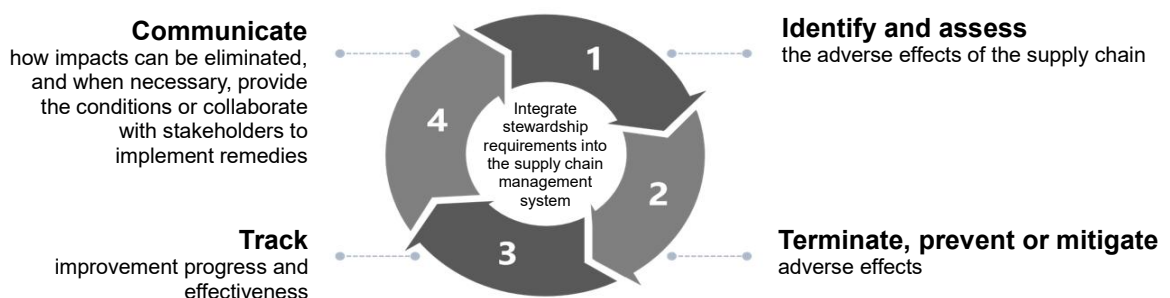 Communicate
how impacts can be eliminated,
and when necessary, provide
the conditions or collaborate
with stakeholders to
implement remedies
1
Identify and assess
the adverse effects of the supply chain
4
Integrate
stewardship
requirements into
the supply chain
management
system
2
Track
improvement progress and
effectiveness
3
Terminate, prevent or mitigate
adverse effects